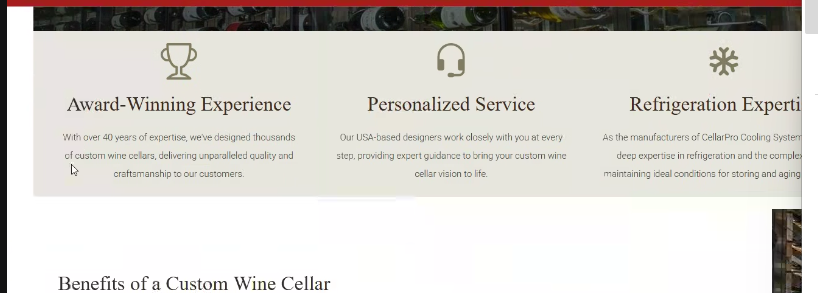 Award-Winning Experience
With over 40 years of expertise, we've designed thousands
of custom wine cellars, delivering unparalleled quality and
craftsmanship to our customers.
Personalized Service
Our USA-based designers work closely with you at every
step, providing expert guidance to bring your custom wine
cellar vision to life.
Refrigeration Experti
As the manufacturers of CellarPro Cooling System
deep expertise in refrigeration and the comple
maintaining ideal conditions for storing and aging
Benefits of a Custom Wine Cellar